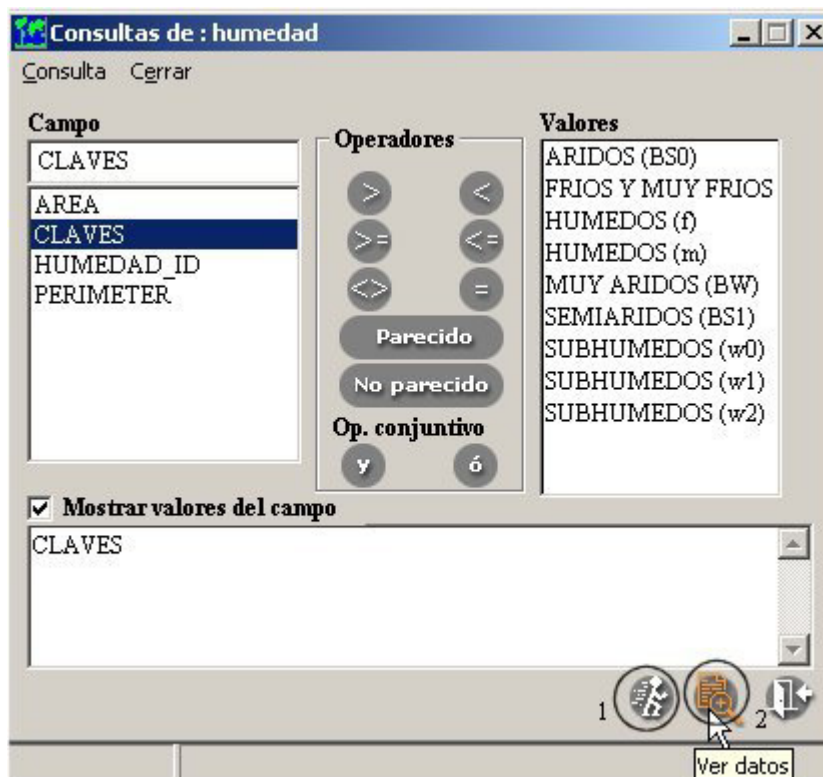 Consultas de : humedad
Consulta Cerrar
Campo
CLAVES
AREA
CLAVES
HUMEDAD_ID
PERIMETER
Operadores
> <
>= <=
<> =
Parecido
No parecido
Op. conjuntivo
y ó
Valores
ARIDOS (BS0)
FRIOS Y MUY FRIOS
HUMEDOS (f)
HUMEDOS (m)
MUY ARIDOS (BW)
SEMIARIDOS (BS1)
SUBHUMEDOS (w0)
SUBHUMEDOS (w1)
SUBHUMEDOS (w2)
Mostrar valores del campo
CLAVES
1 2
Ver datos